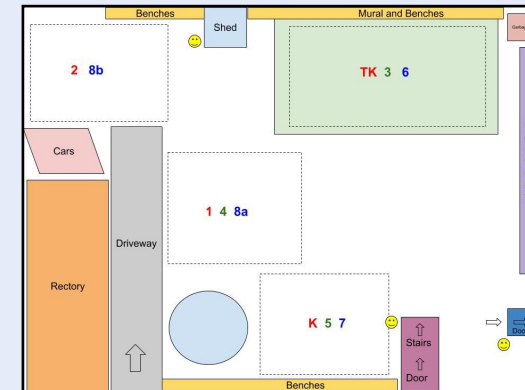 Benches
Mural and Benches
Shed
2 8b
TK 3 6
Cars
1 4 8a
Driveway
Rectory
K 5 7
Stairs
Door
Benches